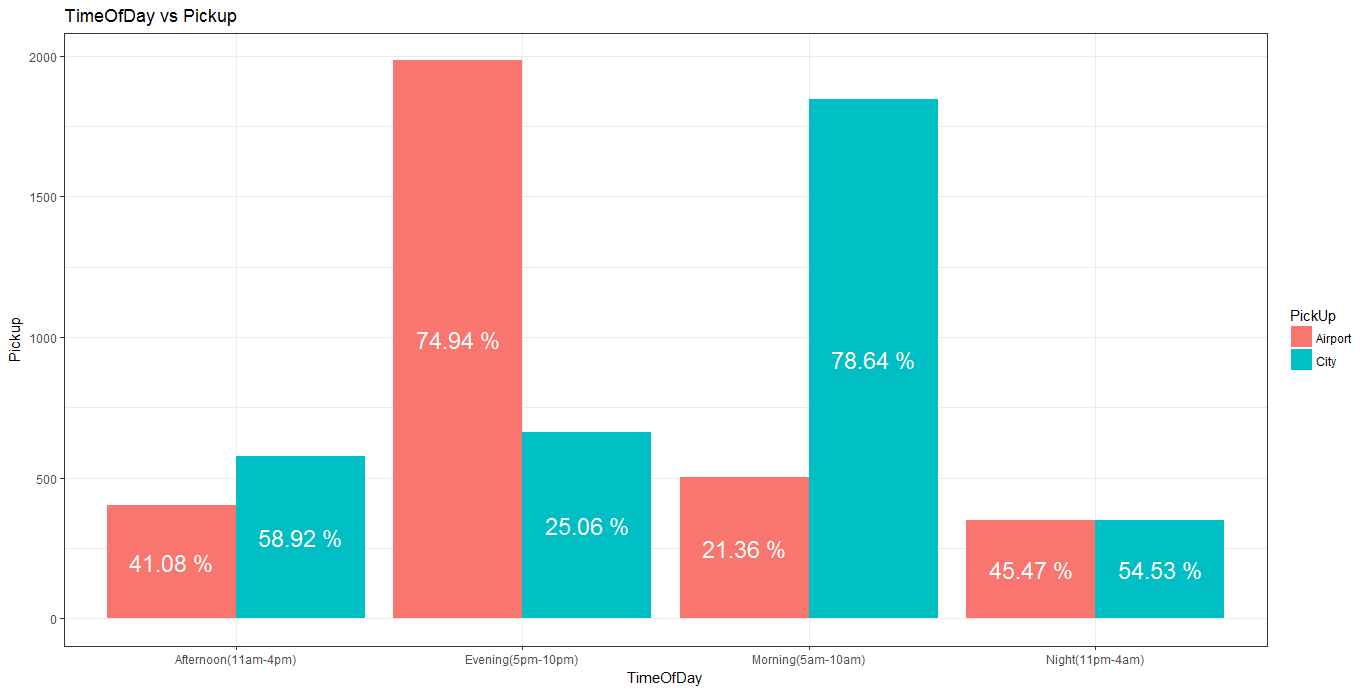 TimeOfDay vs Pickup
2000
1500
1000
500
0
Pickup
74.94 %
78.64 %
25.06 %
58.92 %
21.36 %
41.08 %
45.47 %
54.53 %
Afternoon(11am-4pm)
Evening(5pm-10pm)
Morning(5am-10am)
Night(11pm-4am)
TimeOfDay
PickUp
Airport
City